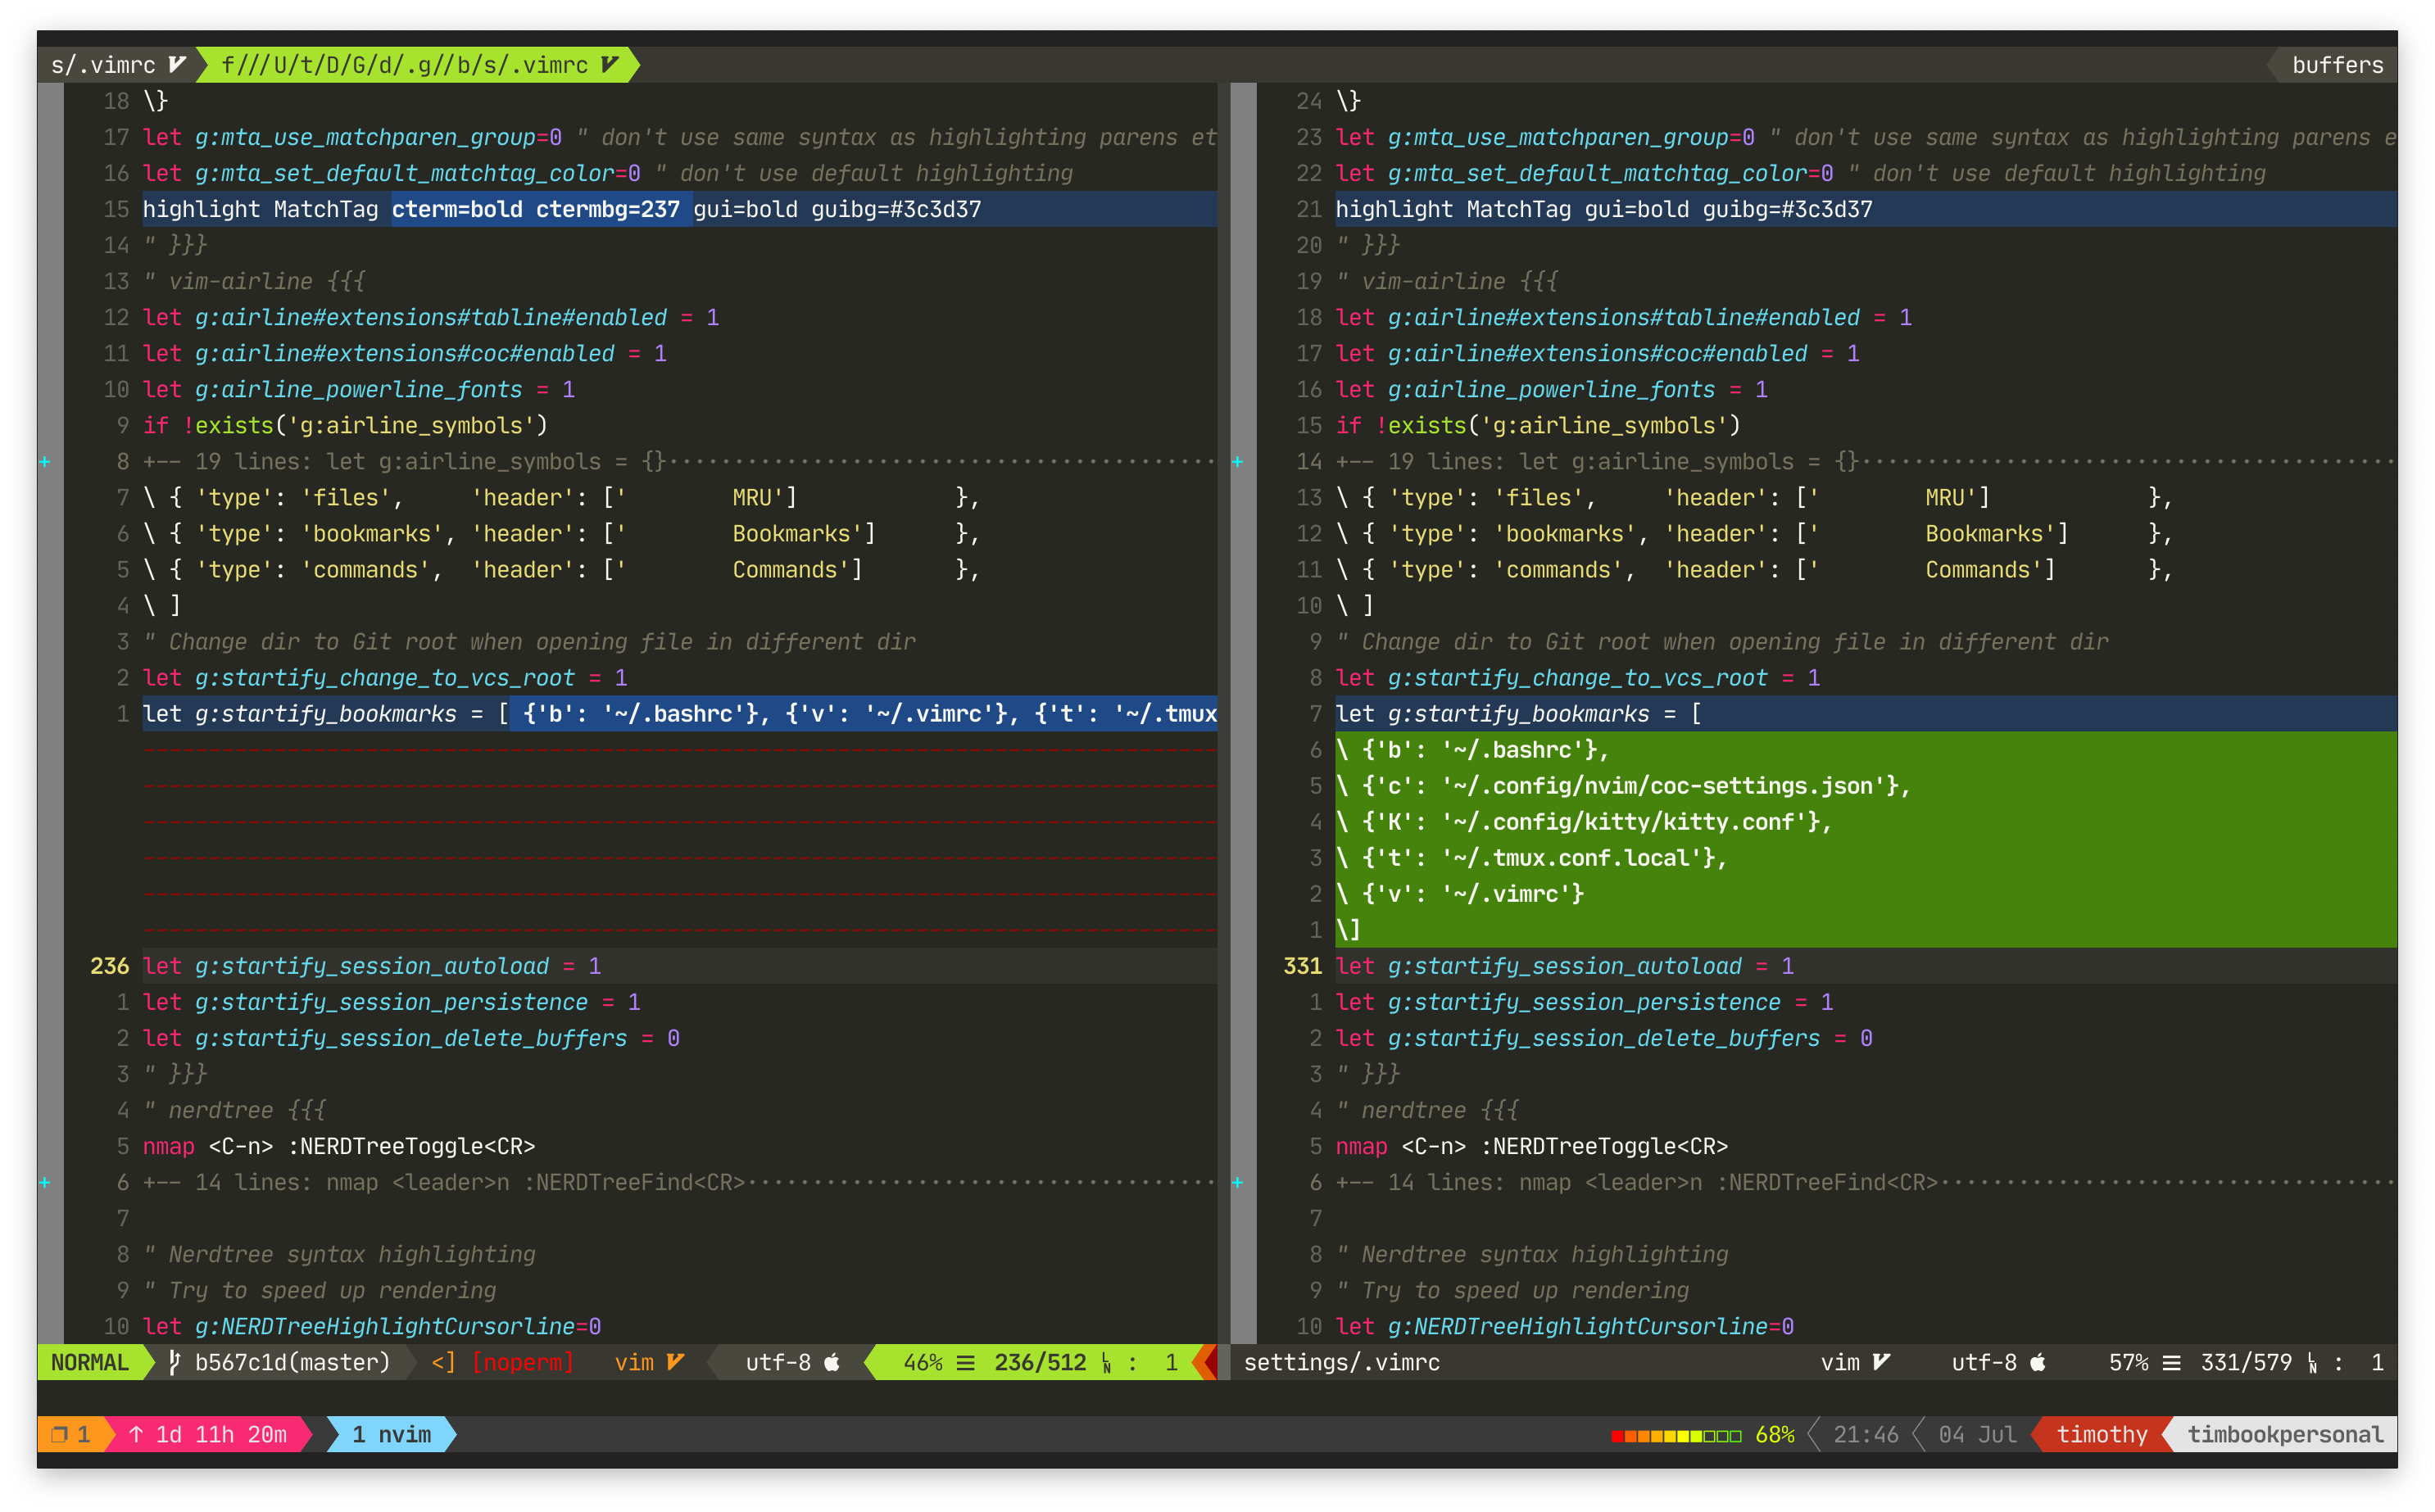 s/.vimrc f///U/t/D/G/d/.g//b/s/.vimrc buffers
18 \}
17 let g:mta_use_matchparen_group=0 " don't use same syntax as highlighting parens et
16 let g:mta_set_default_matchtag_color=0 " don't use default highlighting
15 highlight MatchTag cterm=bold ctermbg=237 gui=bold guibg=#3c3d37
14 " }}}
13 " vim-airline {{{
12 let g:airline#extensions#tabline#enabled = 1
11 let g:airline#extensions#coc#enabled = 1
10 let g:airline_powerline_fonts = 1
9 if !exists('g:airline_symbols')
+ 8 +-- 19 lines: let g:airline_symbols = {}··········································
7 \ { 'type': 'files',     'header': ['        MRU']            },
6 \ { 'type': 'bookmarks', 'header': ['        Bookmarks']      },
5 \ { 'type': 'commands',  'header': ['        Commands']       },
4 \ ]
3 " Change dir to Git root when opening file in different dir
2 let g:startify_change_to_vcs_root = 1
1 let g:startify_bookmarks = [ {'b': '~/.bashrc'}, {'v': '~/.vimrc'}, {'t': '~/.tmux
236 let g:startify_session_autoload = 1
1 let g:startify_session_persistence = 1
2 let g:startify_session_delete_buffers = 0
3 " }}}
4 " nerdtree {{{
5 nmap <C-n> :NERDTreeToggle<CR>
+ 6 +-- 14 lines: nmap <leader>n :NERDTreeFind<CR>····································
7
8 " Nerdtree syntax highlighting
9 " Try to speed up rendering
10 let g:NERDTreeHighlightCursorline=0
NORMAL b567c1d(master) <] [noperm] vim utf-8 46% ☰ 236/512 ㏑ : 1
24 \}
23 let g:mta_use_matchparen_group=0 " don't use same syntax as highlighting parens e
22 let g:mta_set_default_matchtag_color=0 " don't use default highlighting
21 highlight MatchTag gui=bold guibg=#3c3d37
20 " }}}
19 " vim-airline {{{
18 let g:airline#extensions#tabline#enabled = 1
17 let g:airline#extensions#coc#enabled = 1
16 let g:airline_powerline_fonts = 1
15 if !exists('g:airline_symbols')
+ 14 +-- 19 lines: let g:airline_symbols = {}·········································
13 \ { 'type': 'files',     'header': ['        MRU']            },
12 \ { 'type': 'bookmarks', 'header': ['        Bookmarks']      },
11 \ { 'type': 'commands',  'header': ['        Commands']       },
10 \ ]
9 " Change dir to Git root when opening file in different dir
8 let g:startify_change_to_vcs_root = 1
7 let g:startify_bookmarks = [
6 \ {'b': '~/.bashrc'},
5 \ {'c': '~/.config/nvim/coc-settings.json'},
4 \ {'K': '~/.config/kitty/kitty.conf'},
3 \ {'t': '~/.tmux.conf.local'},
2 \ {'v': '~/.vimrc'}
1 \]
331 let g:startify_session_autoload = 1
1 let g:startify_session_persistence = 1
2 let g:startify_session_delete_buffers = 0
3 " }}}
4 " nerdtree {{{
5 nmap <C-n> :NERDTreeToggle<CR>
+ 6 +-- 14 lines: nmap <leader>n :NERDTreeFind<CR>···································
7
8 " Nerdtree syntax highlighting
9 " Try to speed up rendering
10 let g:NERDTreeHighlightCursorline=0
settings/.vimrc vim utf-8 57% ☰ 331/579 ㏑ : 1
❐ 1 ↑ 1d 11h 20m 1 nvim 68% 21:46 04 Jul timothy timbookpersonal